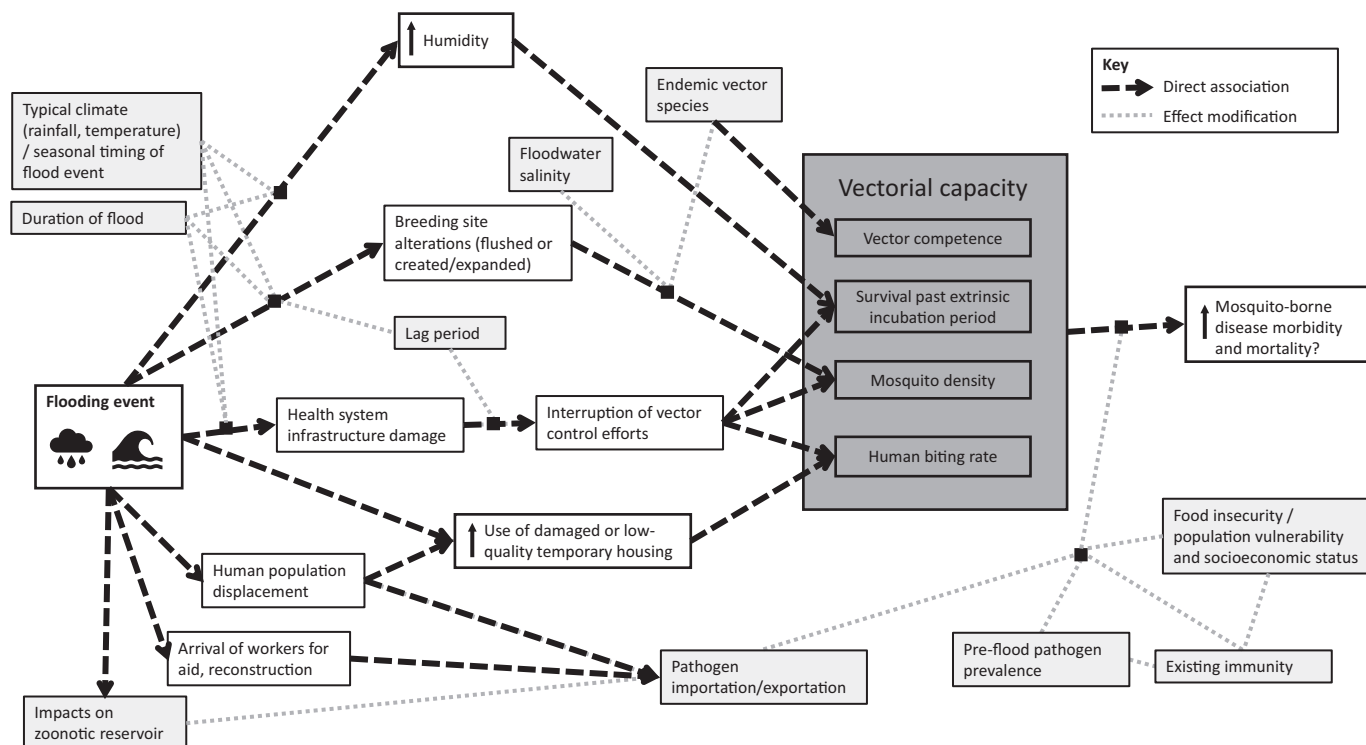 Humidity
Key
Direct association
Effect modification
Endemic vector
species
Typical climate
(rainfall, temperature)
/ seasonal timing of
flood event
Floodwater
salinity
Vectorial capacity
Duration of flood
Breeding site
alterations (flushed or
created/expanded)
Vector competence
Survival past extrinsic
incubation period
Mosquito-borne
disease morbidity
and mortality?
Lag period
Mosquito density
Flooding event
Health system
infrastructure damage
Interruption of vector
control efforts
Human biting rate
Use of damaged or low-
quality temporary housing
Food insecurity /
population vulnerability
and socioeconomic status
Human population
displacement
Arrival of workers for
aid, reconstruction
Pathogen
importation/exportation
Pre-flood pathogen
prevalence
Existing immunity
Impacts on
zoonotic reservoir